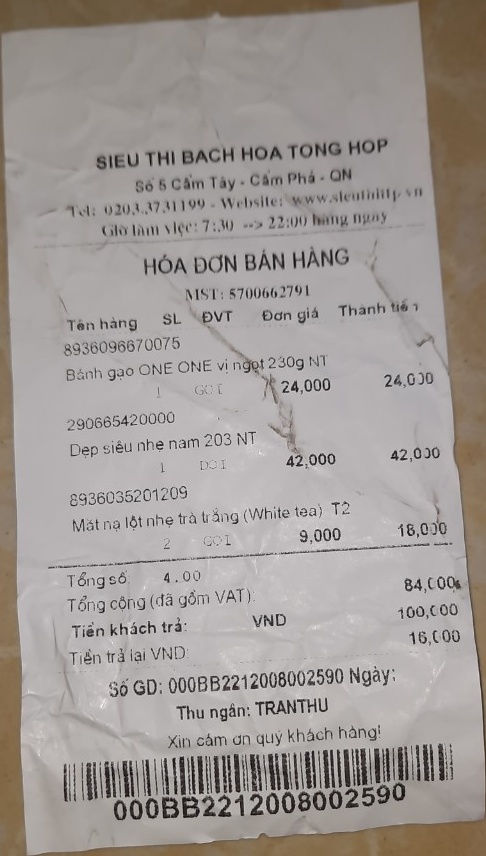 SIEU THI BACH HOA TONG HOP
Số 5 Cẩm Tây - Cẩm Phả - QN
Tel: 0203.3731199 - Website: www.sieuthitp.vn
Giờ làm việc: 7:30 --> 22:00 hàng ngày
HÓA ĐƠN BÁN HÀNG
MST: 5700662791
Tên hàng SL ĐVT Đơn giá Thành tiền
8936096670075
Bánh gạo ONE ONE vị ngọt 230g NT
1 GOI 24,000 24,000
290665420000
Dẹp siêu nhẹ nam 203 NT
1 DOI 42,000 42,000
8936035201209
Mặt nạ lột nhẹ trà trắng (White tea) T2
2 GOI 9,000 18,000
Tổng số 4.00
Tổng cộng (đã gồm VAT): 84,000
Tiền khách trả: VND 100,000
Tiền trả lại VND: 16,000
Số GD: 000BB2212008002590 Ngày:
Thu ngân: TRANTHU
Xin cảm ơn quý khách hàng!
000BB2212008002590